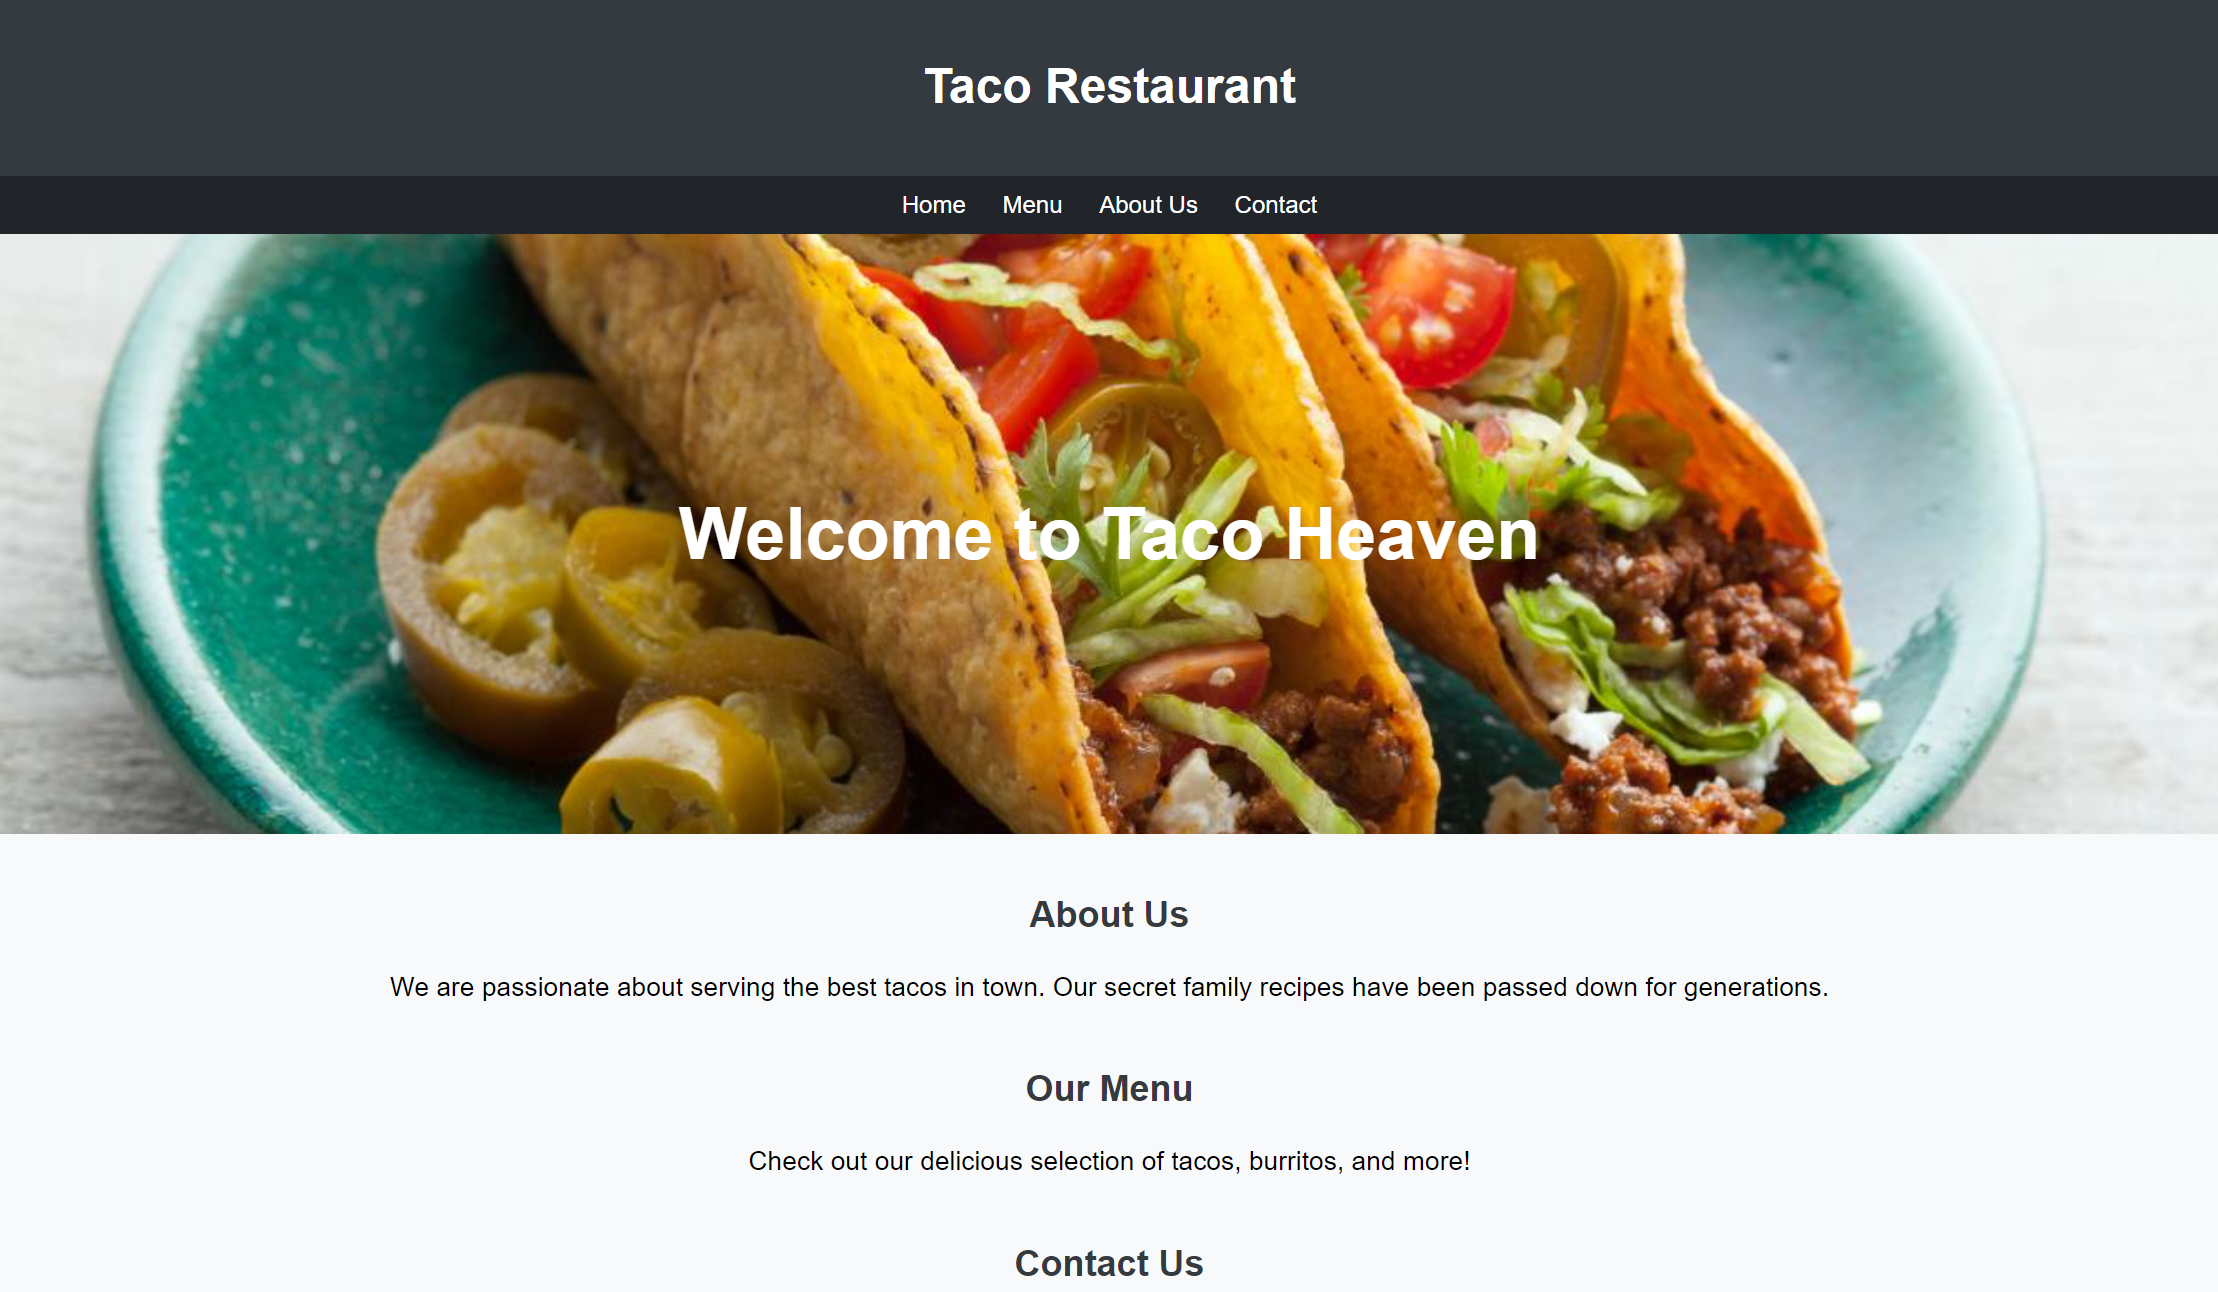 Taco Restaurant
Home Menu About Us Contact
Welcome to Taco Heaven
About Us
We are passionate about serving the best tacos in town. Our secret family recipes have been passed down for generations.
Our Menu
Check out our delicious selection of tacos, burritos, and more!
Contact Us